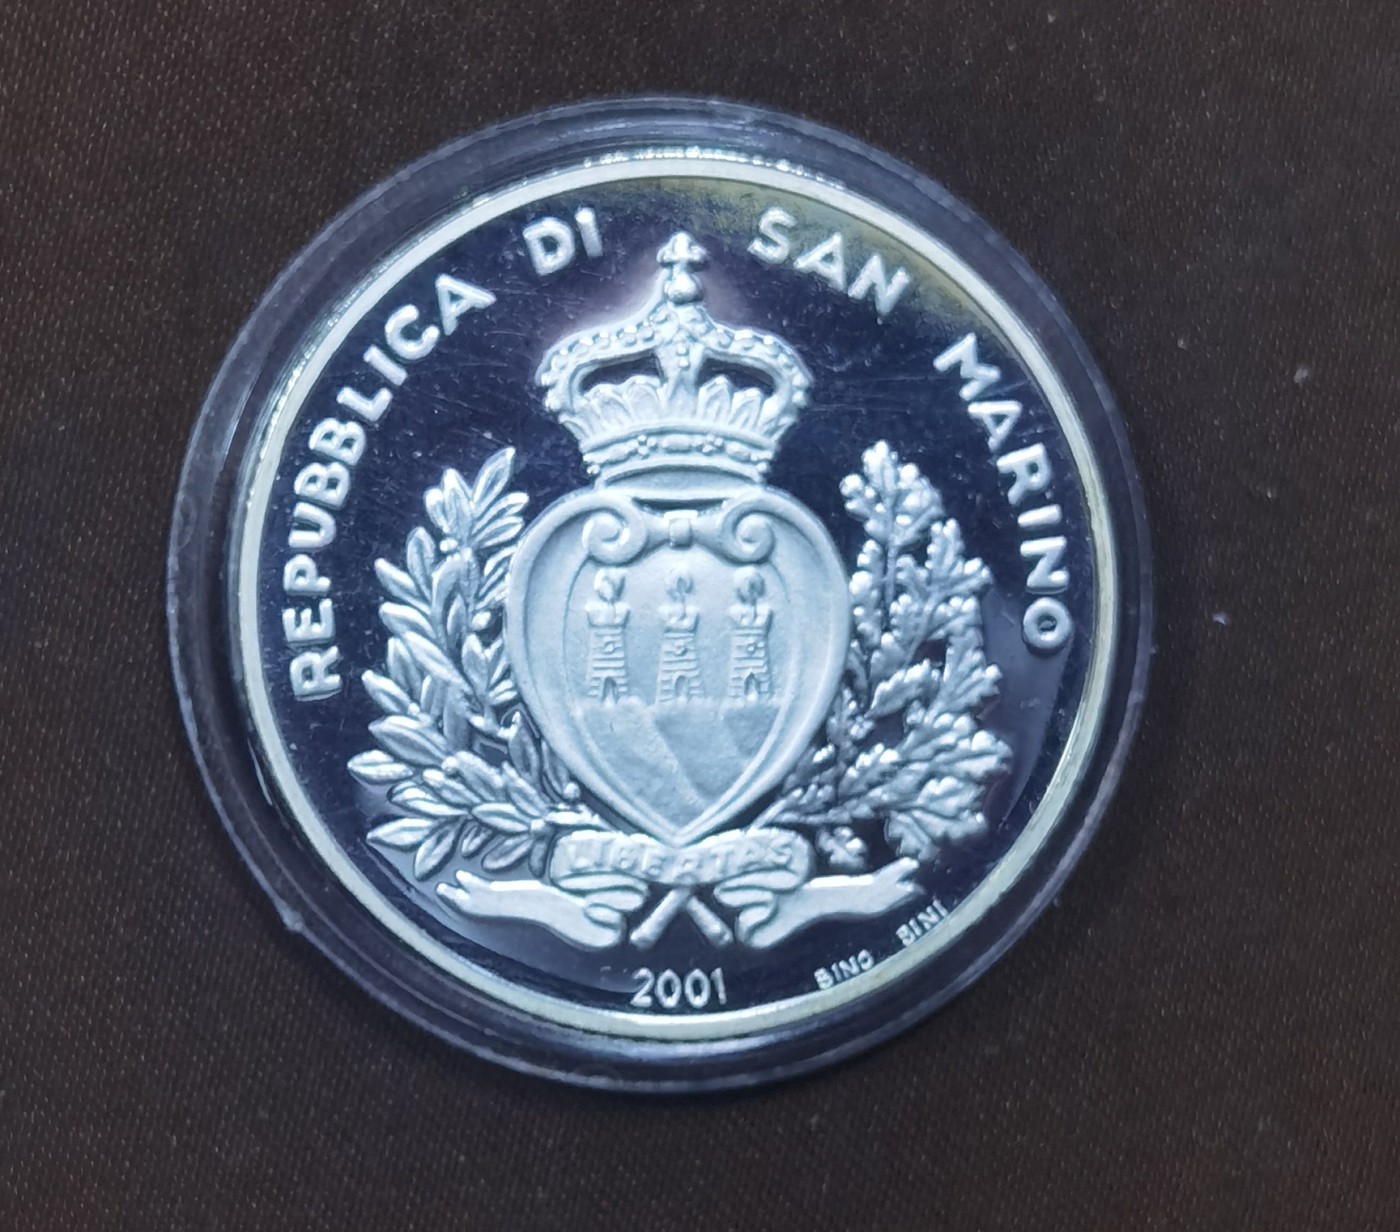 REPUBBLICA DI SAN MARINO
LIBERTAS
2001
BINO BINI